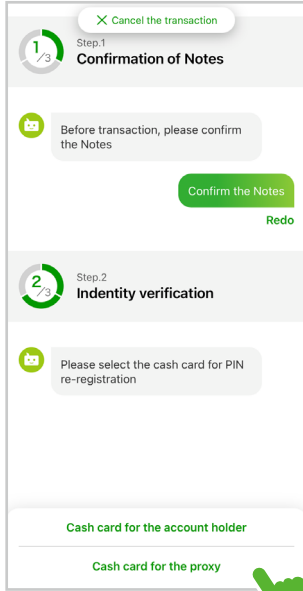 × Cancel the transaction
1/3
Step.1
Confirmation of Notes
Before transaction, please confirm
the Notes
Confirm the Notes
Redo
2/3
Step.2
Indentity verification
Please select the cash card for PIN
re-registration
Cash card for the account holder
Cash card for the proxy